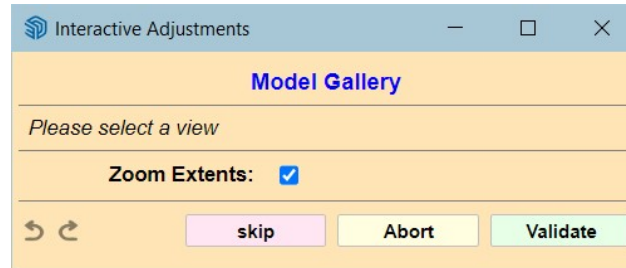 Interactive Adjustments
Model Gallery
Please select a view
Zoom Extents:
skip Abort Validate